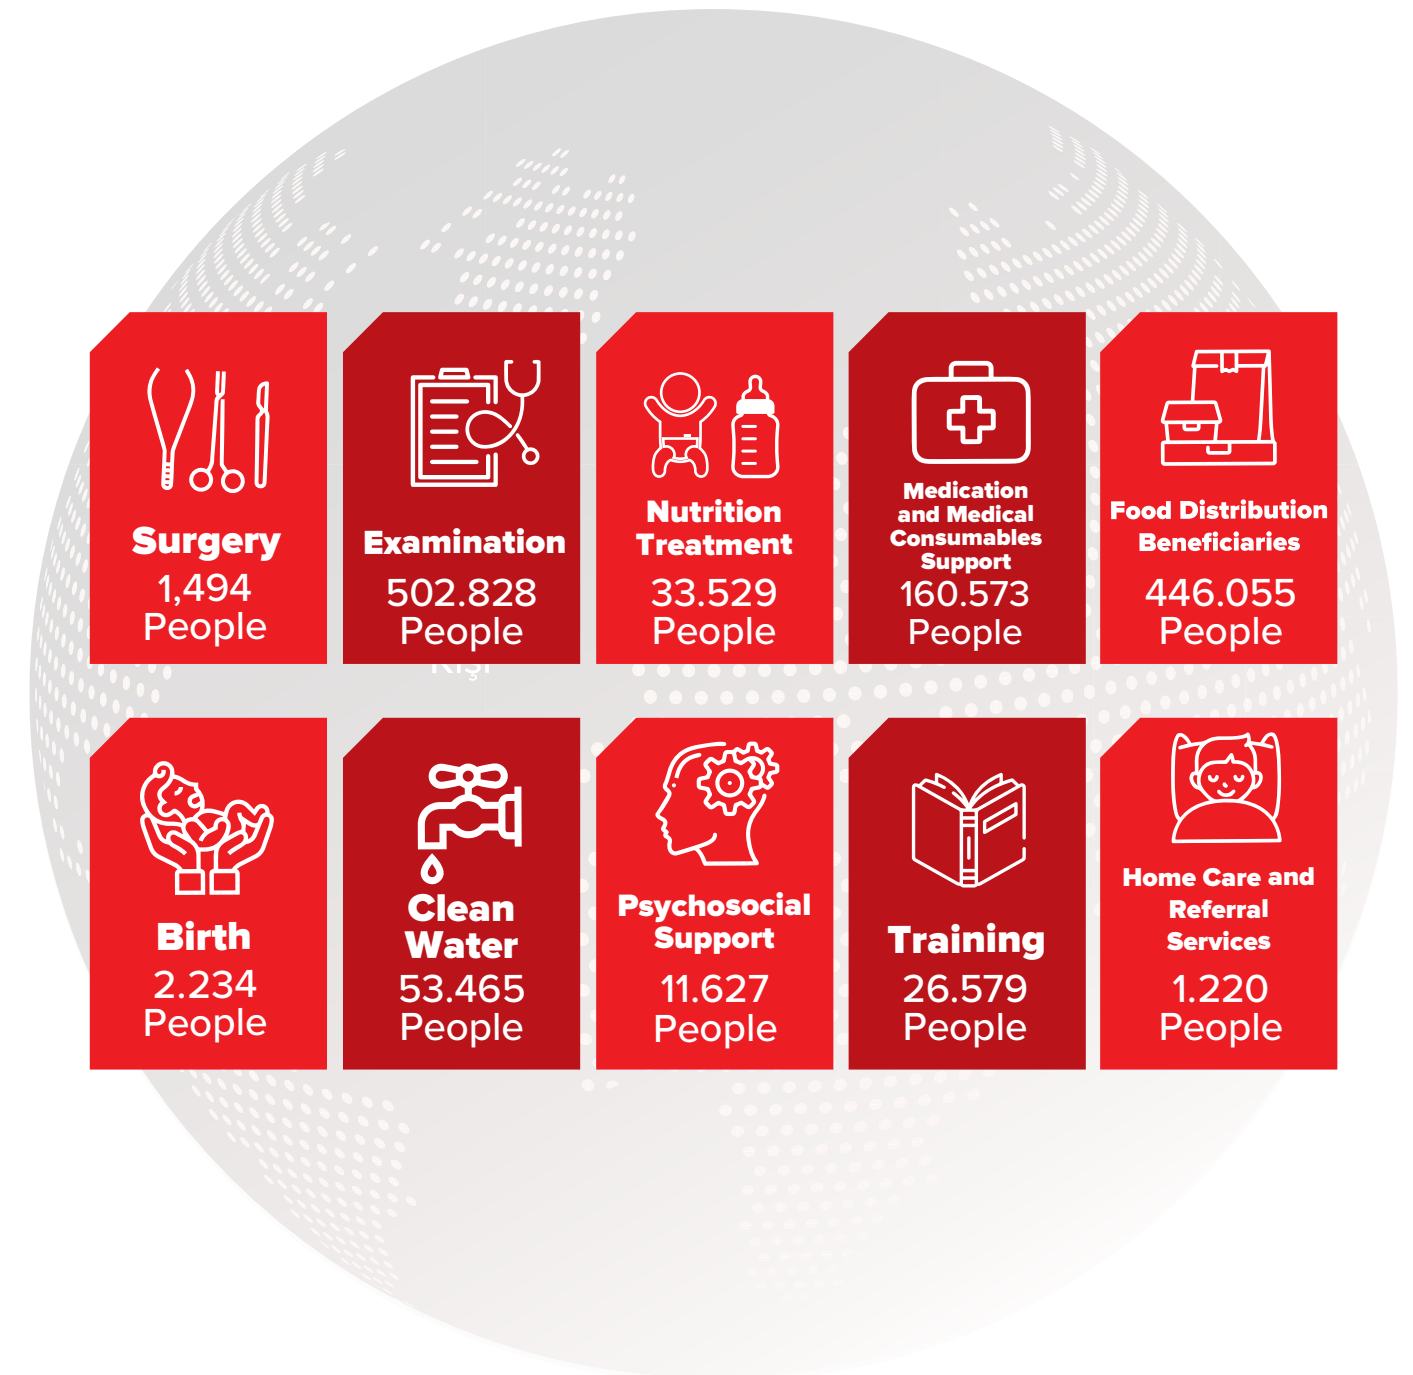 Surgery
1,494
People
Examination
502.828
People
Nutrition
Treatment
33.529
People
Medication
and Medical
Consumables
Support
160.573
People
Food Distribution
Beneficiaries
446.055
People
Kişi
Birth
2.234
People
Clean
Water
53.465
People
Psychosocial
Support
11.627
People
Training
26.579
People
Home Care and
Referral
Services
1.220
People